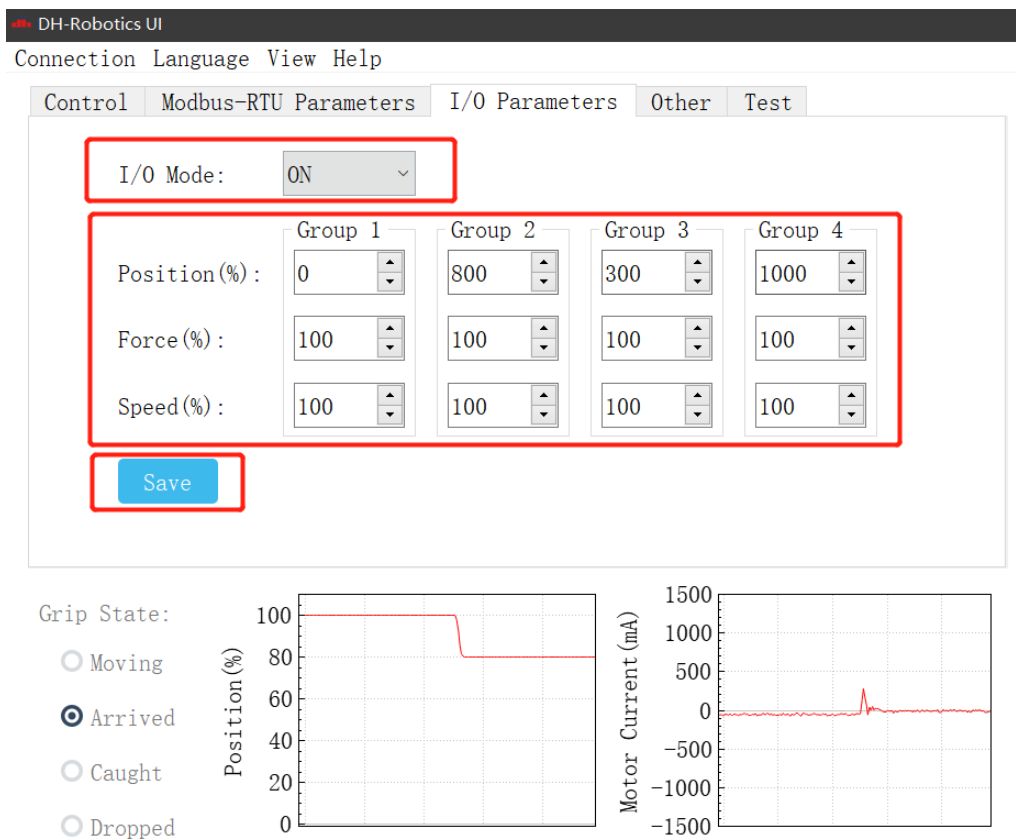 DH-Robotics UI
Connection Language View Help
Control Modbus-RTU Parameters I/O Parameters Other Test
I/O Mode: ON
Group 1 Group 2 Group 3 Group 4
Position(%): 0 800 300 1000
Force(%): 100 100 100 100
Speed(%): 100 100 100 100
Save
Grip State:
Moving
Arrived
Caught
Dropped
Position(%)
100
80
60
40
20
0
Motor Current(mA)
1500
1000
500
0
-500
-1000
-1500